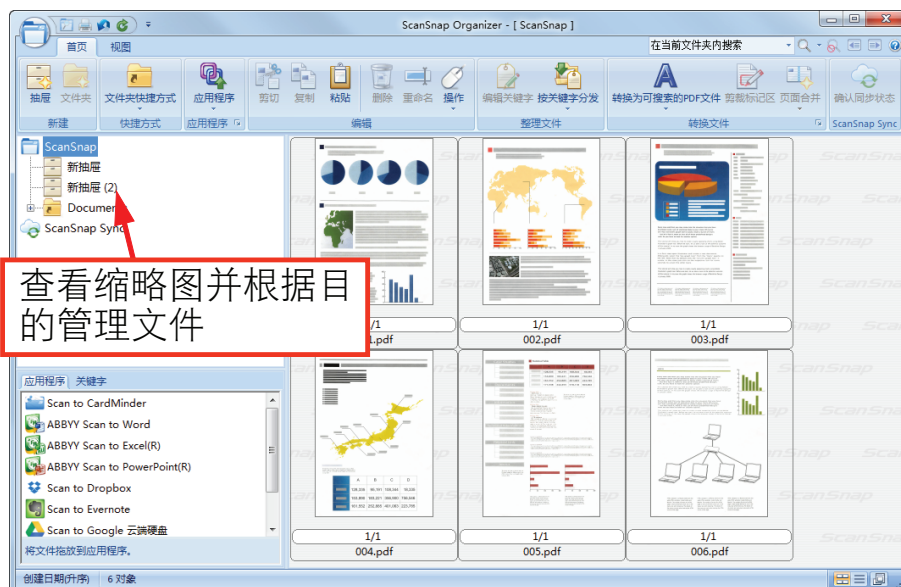 ScanSnap Organizer - [ ScanSnap ]
首页 视图
在当前文件夹内搜索
抽屉 文件夹 文件夹快捷方式 应用程序 剪切 复制 粘贴 删除 重命名 操作 编辑关键字 按关键字分发 转换为可搜索的PDF文件 剪裁标记区 页面合并 确认同步状态
新建 快捷方式 应用程序 编辑 整理文件 转换文件 ScanSnap Sync
ScanSnap
新抽屉
新抽屉 (2)
Documen
ScanSnap Sync
查看缩略图并根据目
的管理文件
1/1 1/1
002.pdf 003.pdf
应用程序 关键字
Scan to CardMinder
ABBYY Scan to Word
ABBYY Scan to Excel(R)
ABBYY Scan to PowerPoint(R)
Scan to Dropbox
Scan to Evernote
Scan to Google 云端硬盘
将文件拖放到应用程序。
A B C D
1/1 1/1 1/1
004.pdf 005.pdf 006.pdf
创建日期(升序) 6 对象